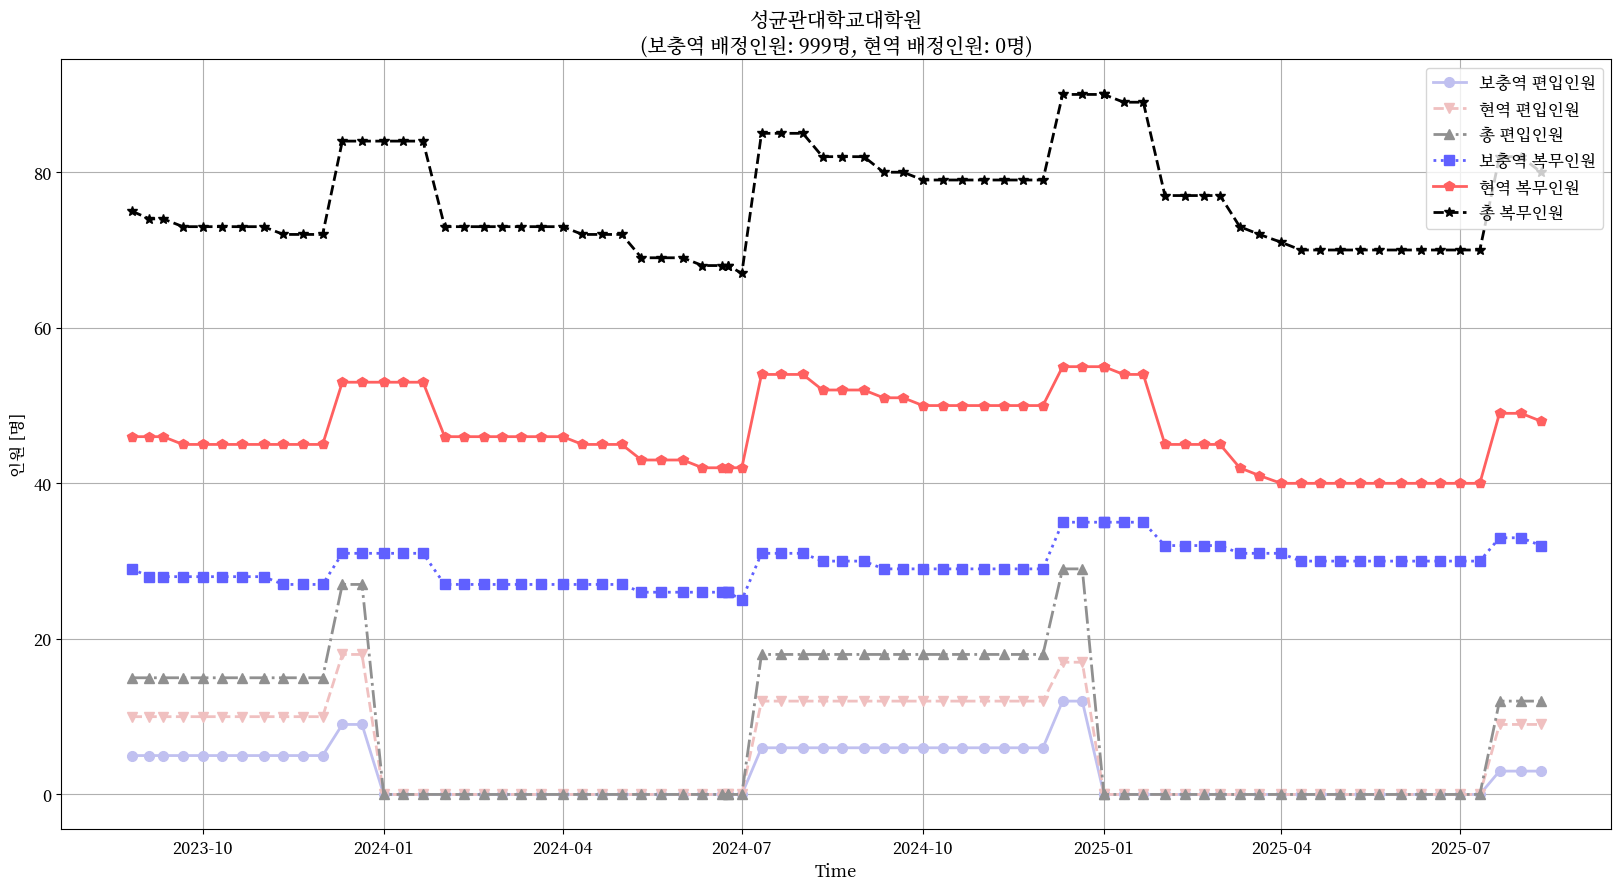 성균관대학교대학원
(보충역 배정인원: 999명, 현역 배정인원: 0명)
보충역 편입인원
현역 편입인원
총 편입인원
보충역 복무인원
현역 복무인원
총 복무인원
인원 [명]
80
60
40
20
0
2023-10
2024-01
2024-04
2024-07
2024-10
2025-01
2025-04
2025-07
Time